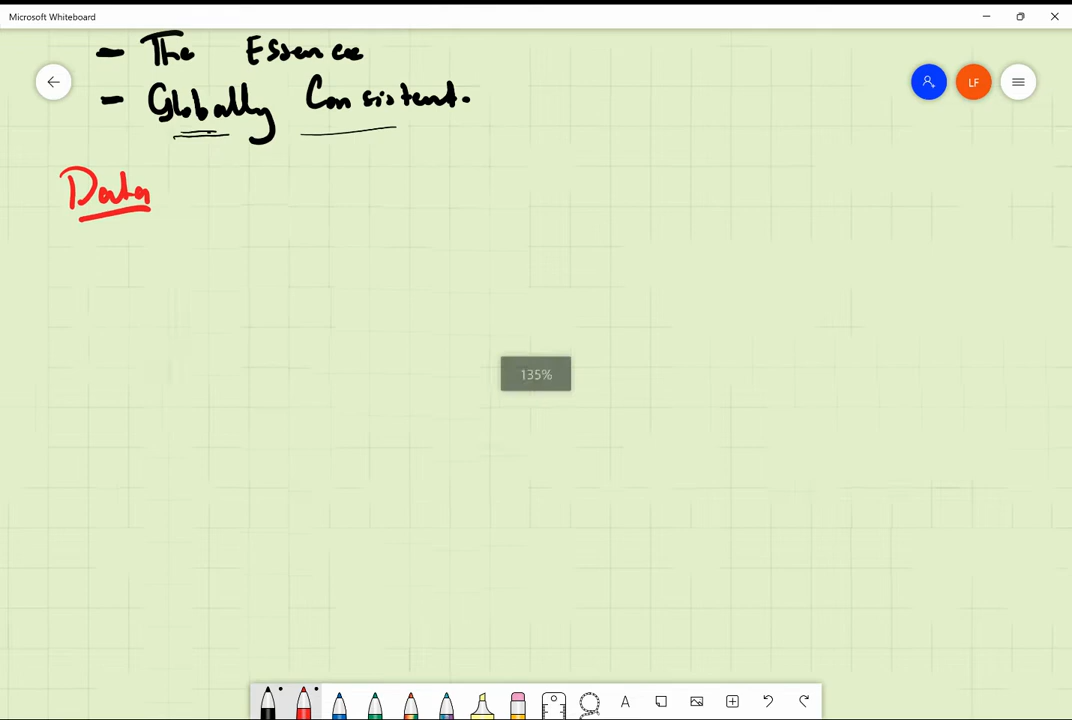 Microsoft Whiteboard
- The Essence
- Globally Consistent.
LF
Data
135%
A